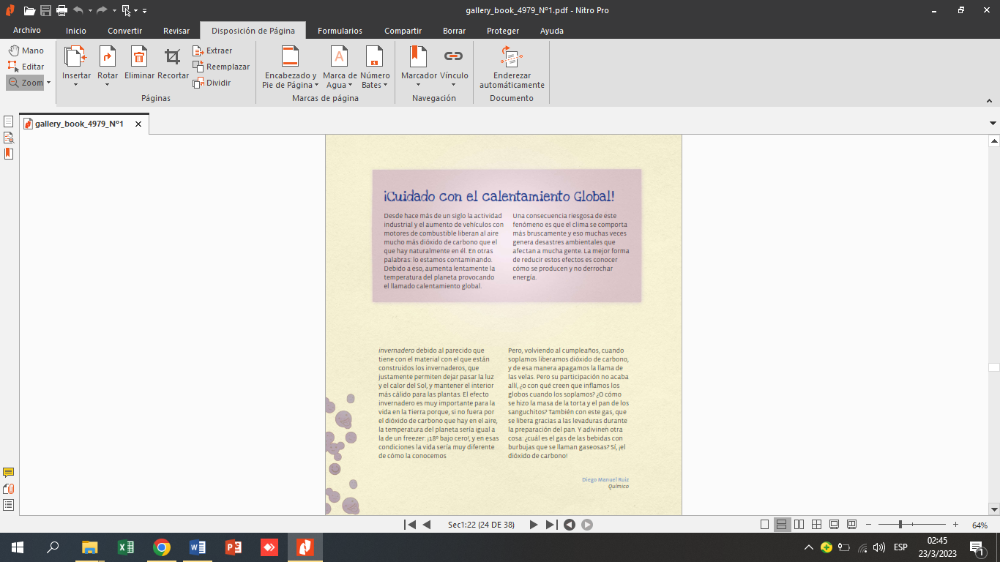 gallery_book_4979_Nº1.pdf - Nitro Pro
Archivo
Inicio
Convertir
Revisar
Disposición de Página
Formularios
Compartir
Borrar
Proteger
Ayuda
Mano
Editar
Zoom
Insertar
Rotar
Eliminar
Recortar
Extraer
Reemplazar
Dividir
Páginas
Encabezado y
Pie de Página
Marca de
Agua
Número
Bates
Marcas de página
Marcador
Vínculo
Navegación
Enderezar
automáticamente
Documento
gallery_book_4979_Nº1
¡Cuidado con el calentamiento Global!
Desde hace más de un siglo la actividad
industrial y el aumento de vehículos con
motores de combustible liberan al aire
mucho más dióxido de carbono que el
que hay naturalmente en él. En otras
palabras: lo estamos contaminando.
Debido a eso, aumenta lentamente la
temperatura del planeta provocando
el llamado calentamiento global.
Una consecuencia riesgosa de este
fenómeno es que el clima se comporta
más bruscamente y eso muchas veces
genera desastres ambientales que
afectan a mucha gente. La mejor forma
de reducir estos efectos es conocer
cómo se producen y no derrochar
energía.
invernadero debido al parecido que
tiene con el material con el que están
construidos los invernaderos, que
justamente permiten dejar pasar la luz
y el calor del Sol, y mantener el interior
más cálido para las plantas. El efecto
invernadero es muy importante para la
vida en la Tierra porque, si no fuera por
el dióxido de carbono que hay en el aire,
la temperatura del planeta sería igual a
la de un freezer: ¡18º bajo cero!, y en esas
condiciones la vida sería muy diferente
de cómo la conocemos
Pero, volviendo al cumpleaños, cuando
soplamos liberamos dióxido de carbono,
y de esa manera apagamos la llama de
las velas. Pero su participación no acaba
allí, ¿o con qué creen que inflamos los
globos cuando los soplamos? ¿O cómo
se hizo la masa de la torta y el pan de los
sanguchitos? También con este gas, que
se libera gracias a las levaduras durante
la preparación del pan. Y adivinen otra
cosa: ¿cuál es el gas de las bebidas con
burbujas que se llaman gaseosas? Sí, ¡el
dióxido de carbono!
Diego Manuel Ruiz
Químico
Sec1:22 (24 DE 38)
64%
ESP
02:45
23/3/2023
1